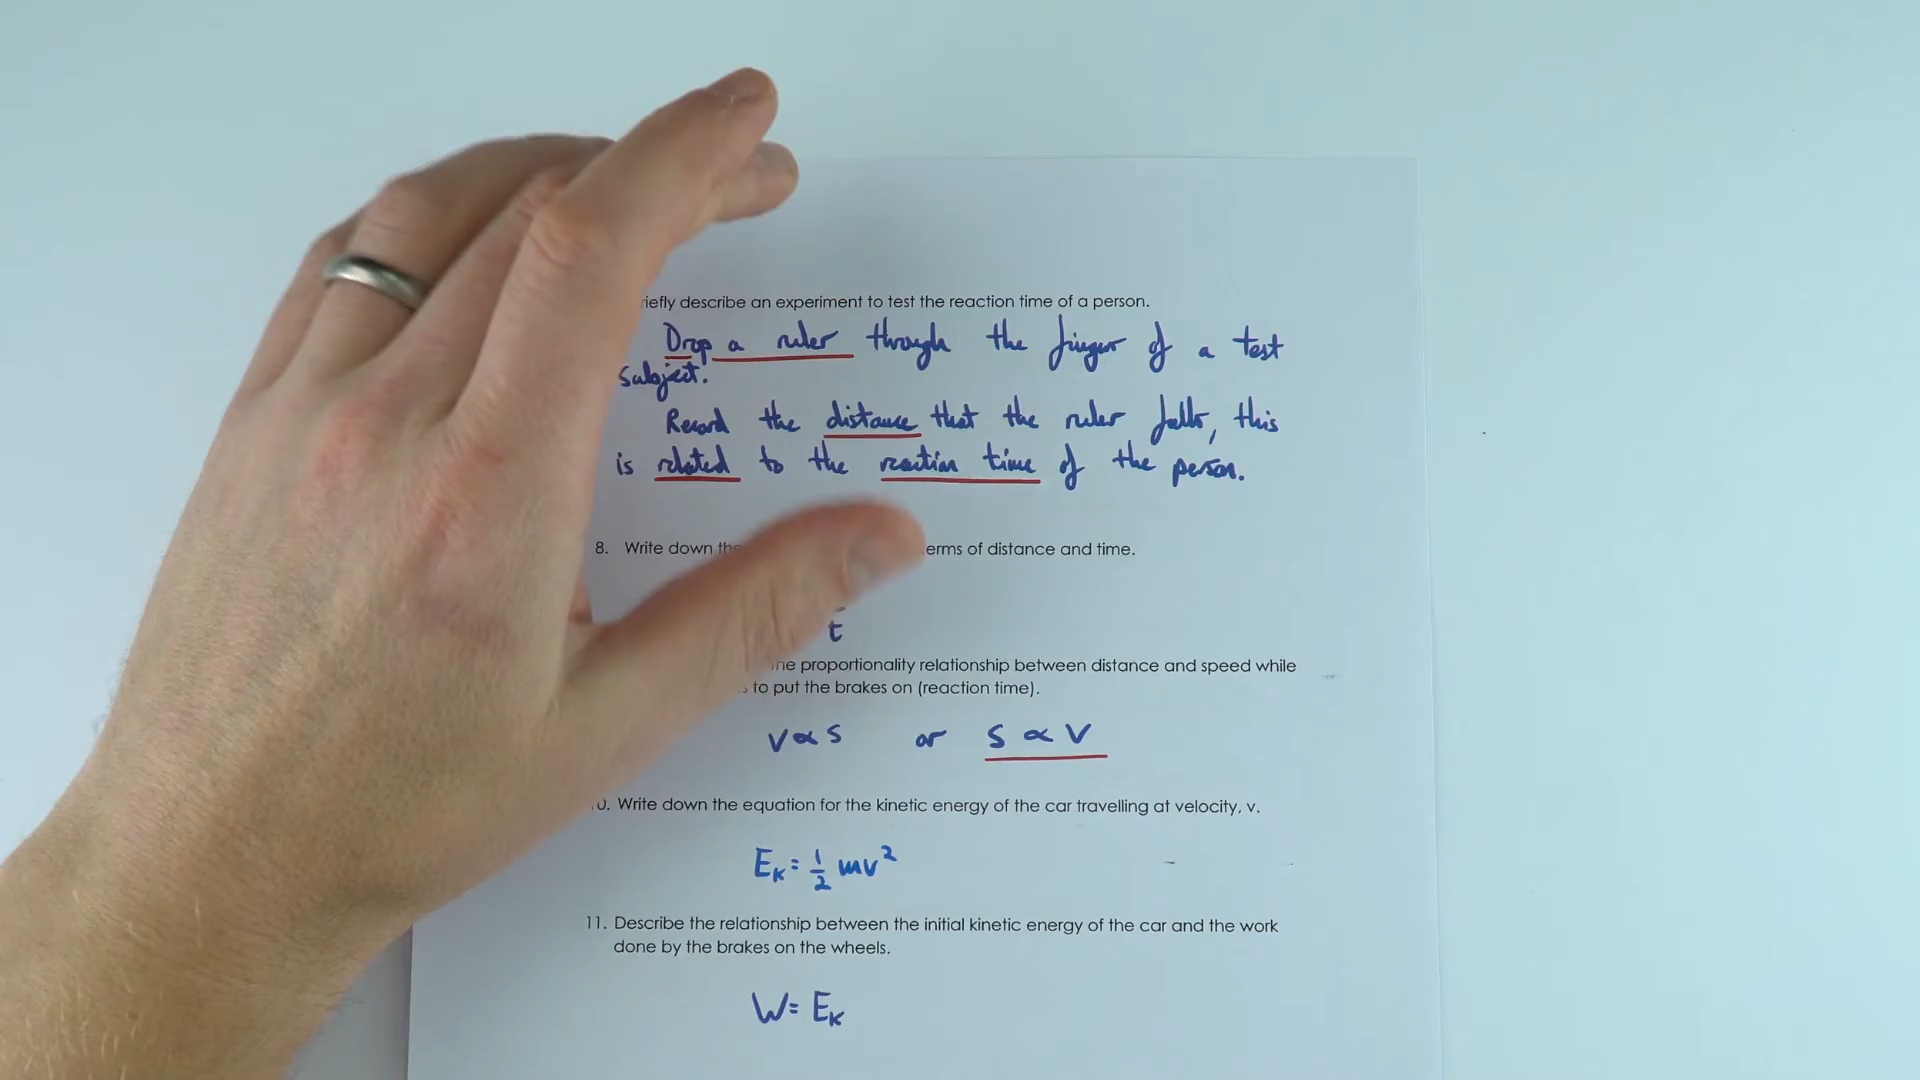 describe an experiment to test the reaction time of a person.
Drop a ruler through the finger of a test
subject.
Record the distance that the ruler falls, this
is related to the reaction time of the person.
8. Write down the of distance and time.
t
proportionality relationship between distance and speed while
to put the brakes on (reaction time).
v ∝ s or s ∝ v
Write down the equation for the kinetic energy of the car travelling at velocity, v.
Eₖ = ½ mv²
11. Describe the relationship between the initial kinetic energy of the car and the work
done by the brakes on the wheels.
W = Eₖ